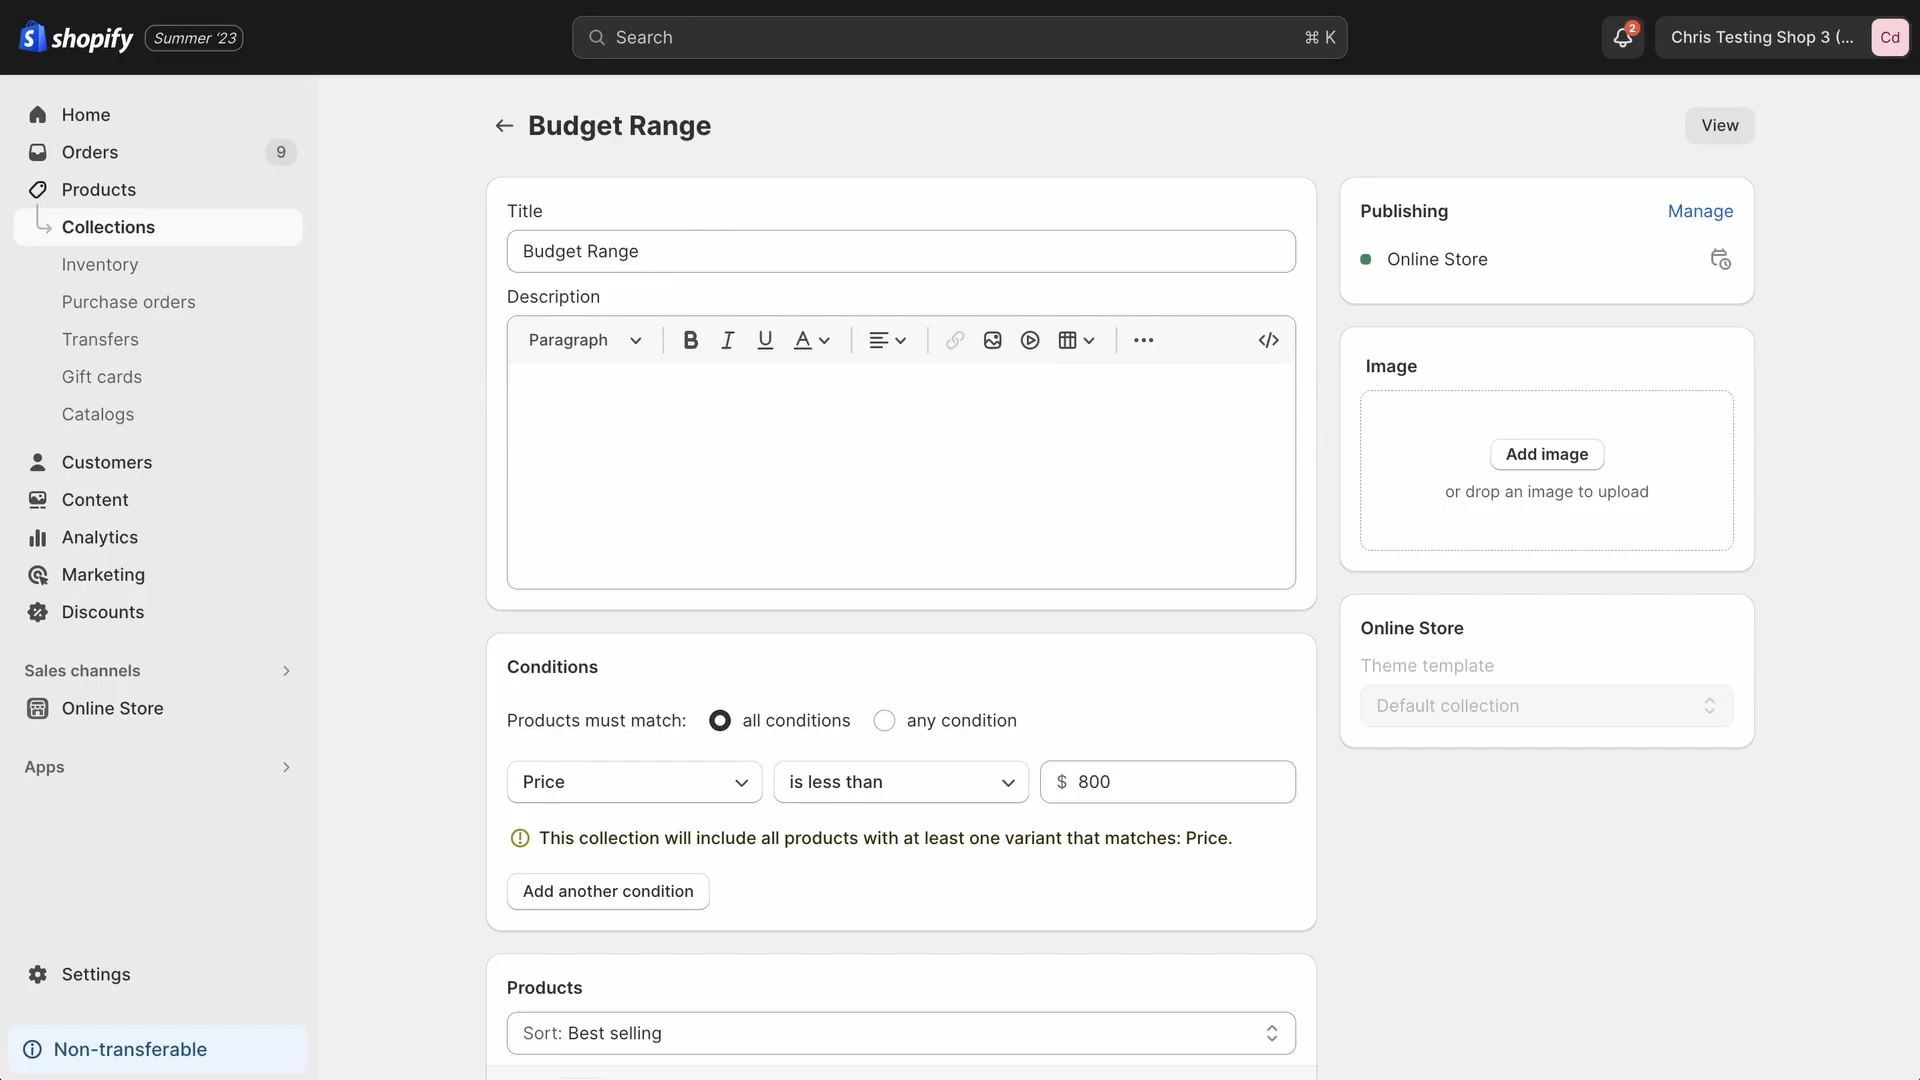 shopify Summer ‘23
Search ⌘ K
2
Chris Testing Shop 3 (... Cd
Home
Orders 9
Products
Collections
Inventory
Purchase orders
Transfers
Gift cards
Catalogs
Customers
Content
Analytics
Marketing
Discounts
Sales channels
Online Store
Apps
Settings
Non-transferable
Budget Range
View
Title
Budget Range
Description
Paragraph B I U A ... </>
Conditions
Products must match: all conditions any condition
Price is less than $ 800
This collection will include all products with at least one variant that matches: Price.
Add another condition
Products
Sort: Best selling
Publishing Manage
Online Store
Image
Add image
or drop an image to upload
Online Store
Theme template
Default collection